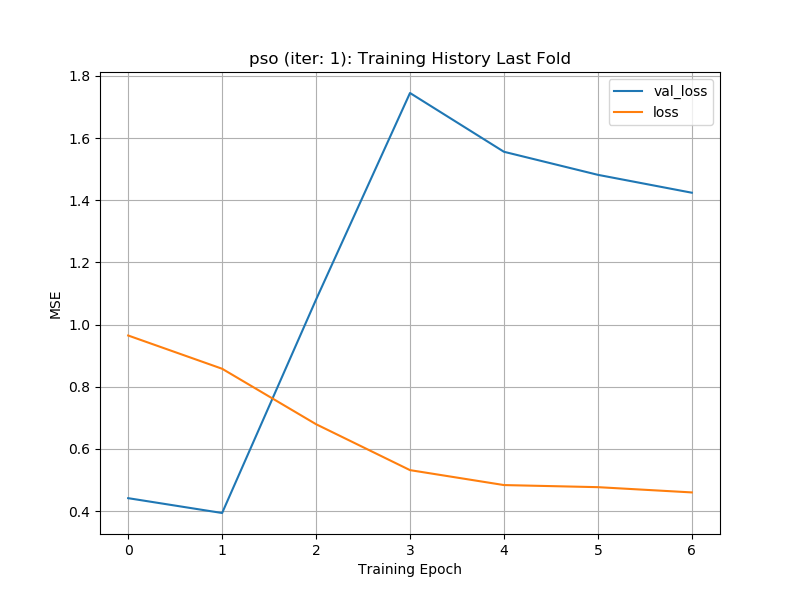 pso (iter: 1): Training History Last Fold
val_loss
loss
1.8
1.6
1.4
1.2
1.0
0.8
0.6
0.4
MSE
0 1 2 3 4 5 6
Training Epoch